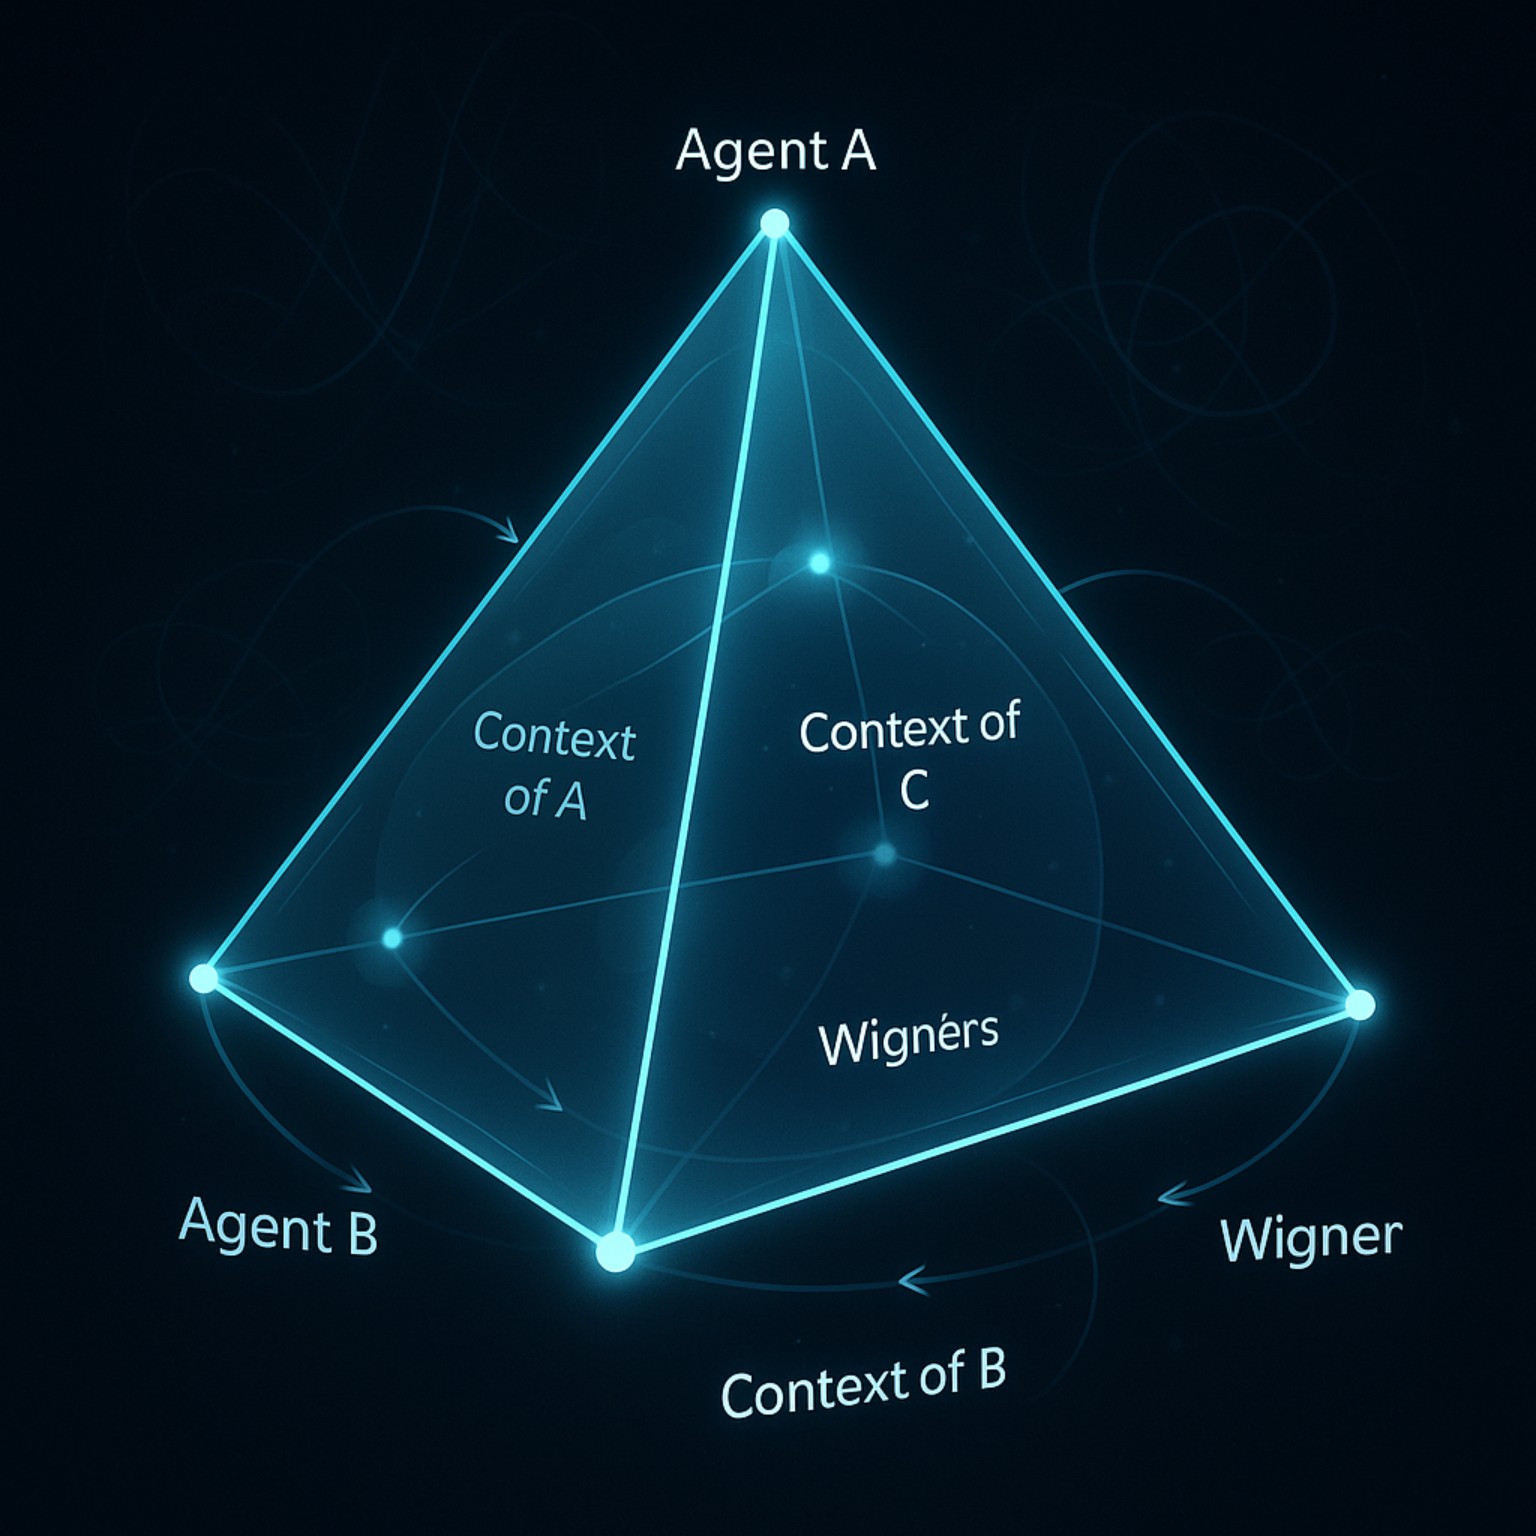 Agent A
Context
of A
Context of
C
Wignérs
Agent B
Wigner
Context of B